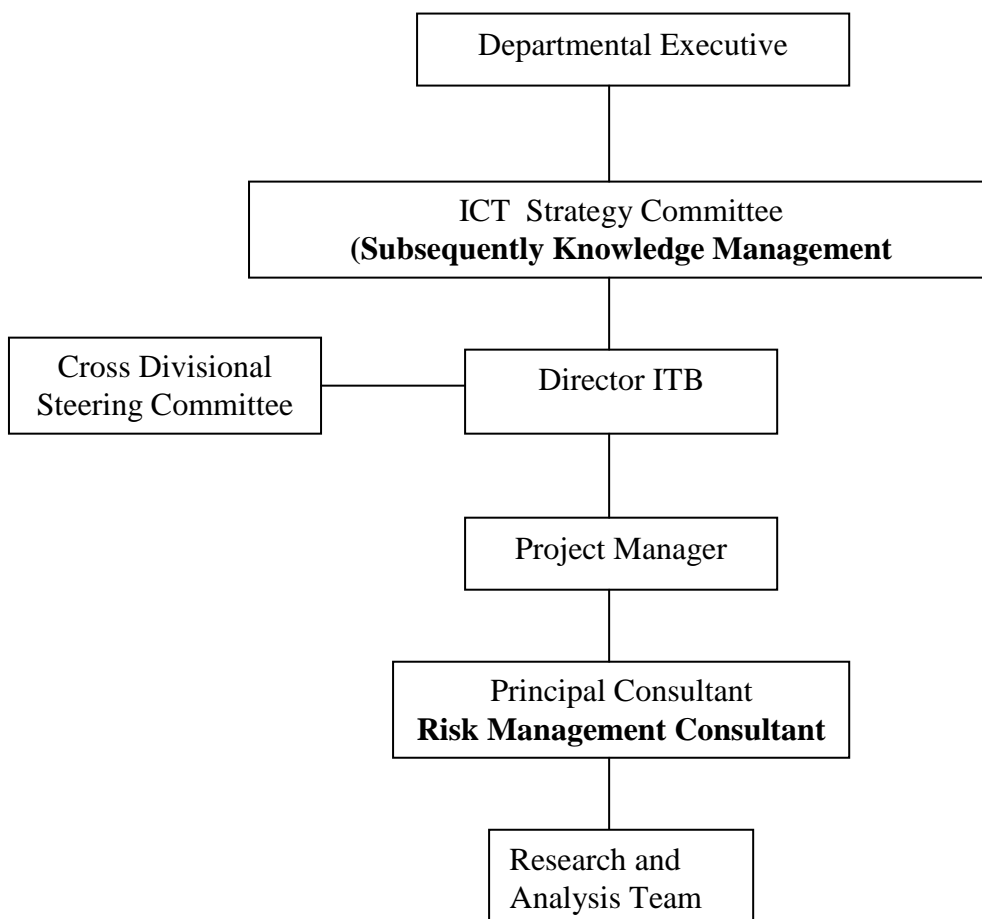 Departmental Executive
ICT Strategy Committee
(Subsequently Knowledge Management
Cross Divisional
Steering Committee
Director ITB
Project Manager
Principal Consultant
Risk Management Consultant
Research and
Analysis Team